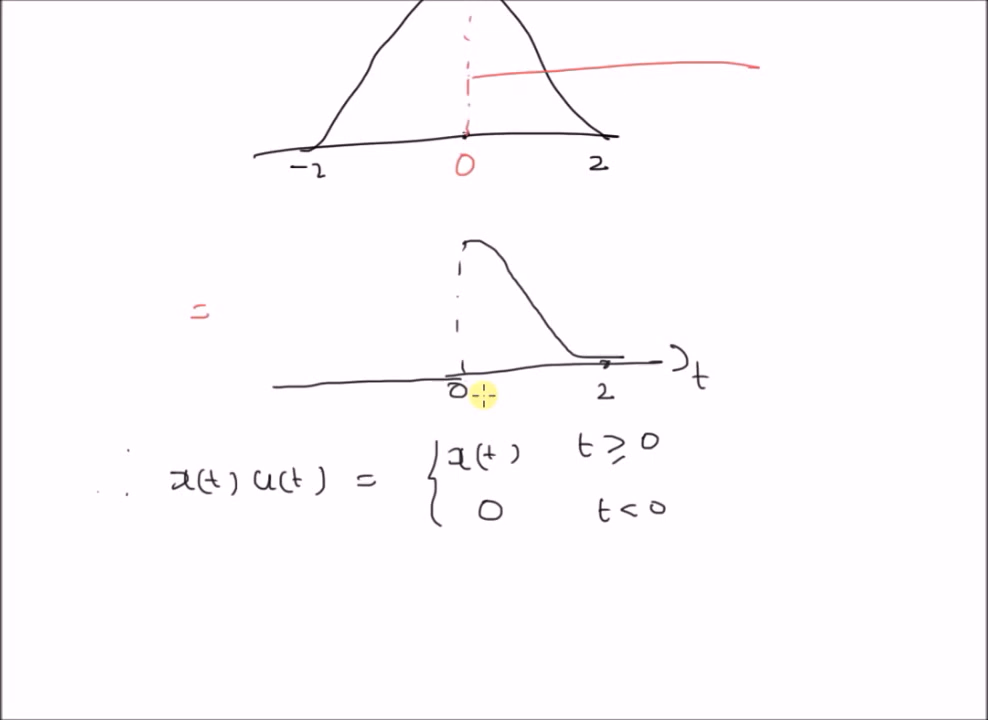 -2 0 2
=
0 2 t
∴ x(t) u(t) = { x(t) t ≥ 0
0 t < 0